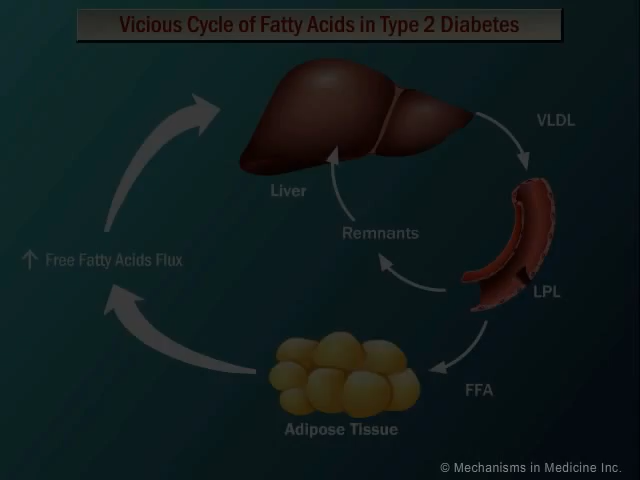 Vicious Cycle of Fatty Acids in Type 2 Diabetes
VLDL
Liver
Remnants
↑ Free Fatty Acids Flux
LPL
FFA
Adipose Tissue
© Mechanisms in Medicine Inc.